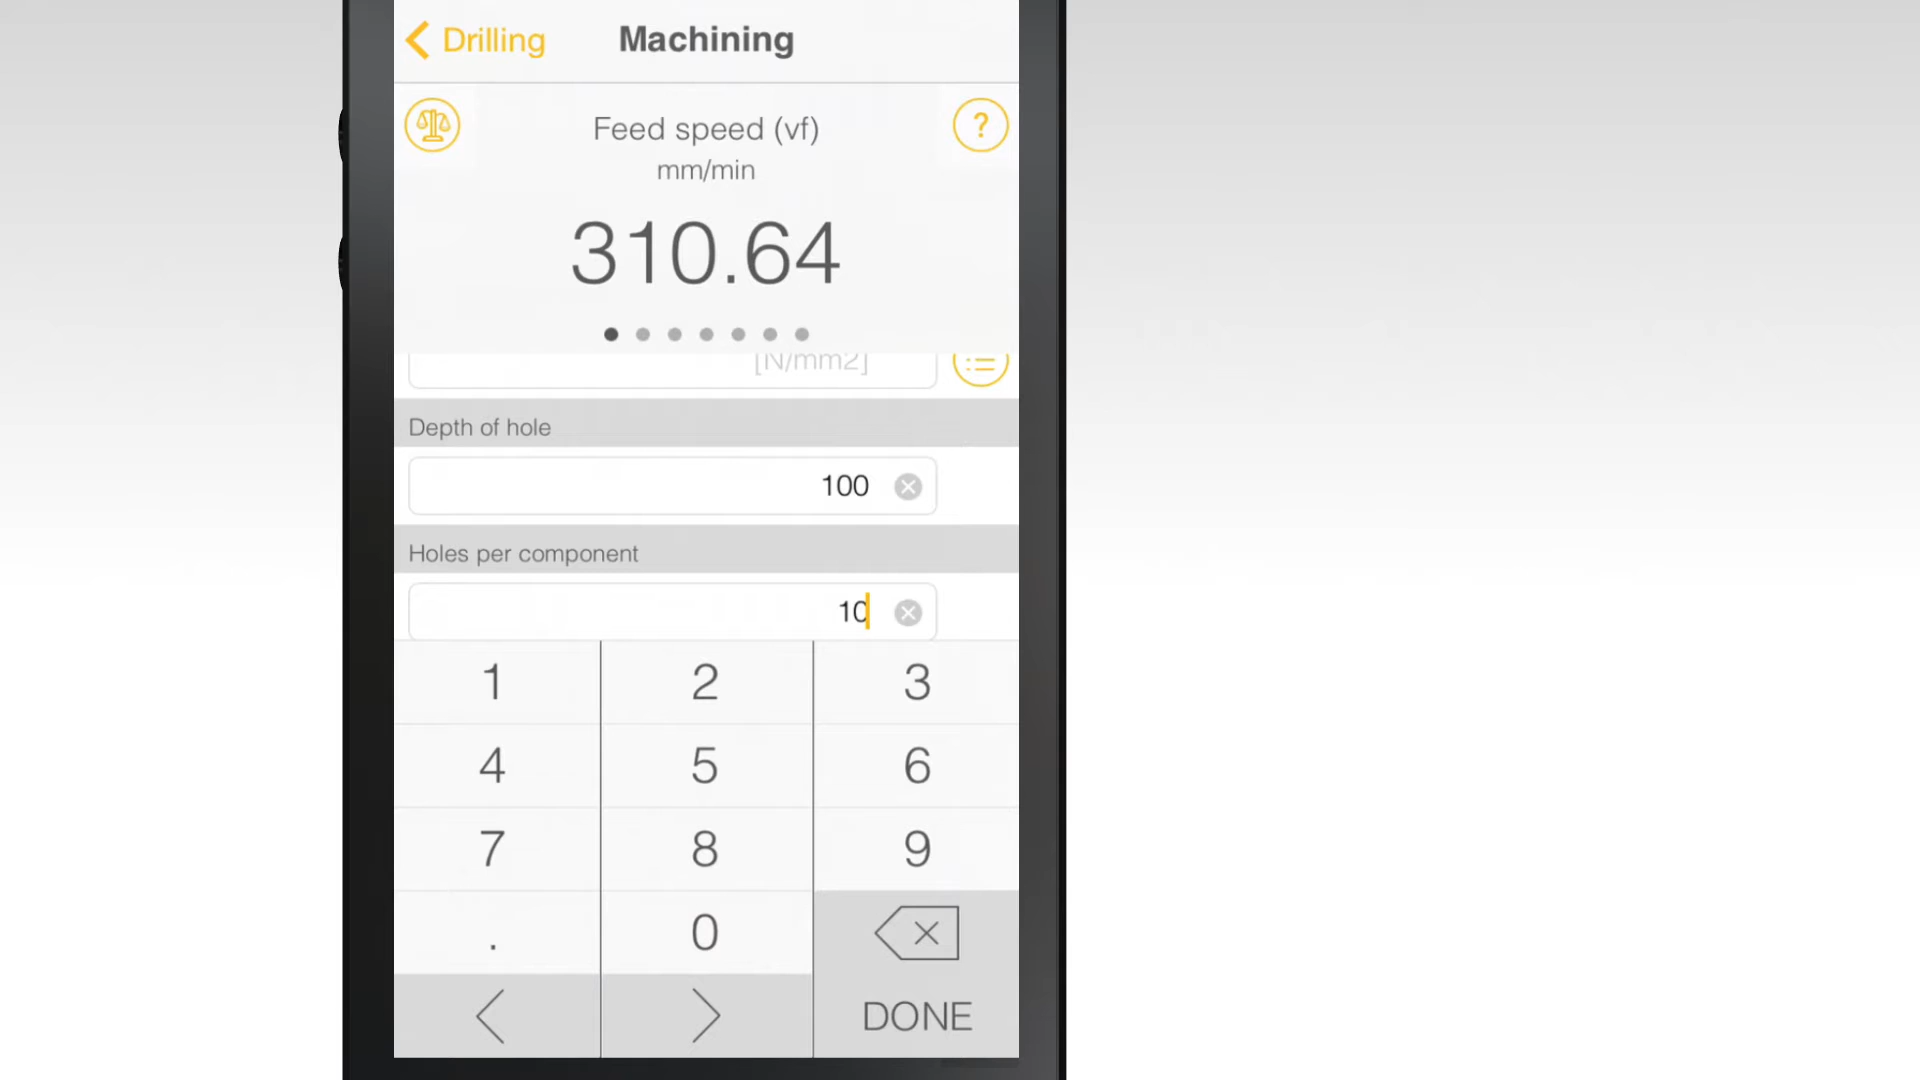 Drilling
Machining
Feed speed (vf)
mm/min
310.64
[N/mm2]
Depth of hole
100
Holes per component
10
1 2 3
4 5 6
7 8 9
. 0
DONE